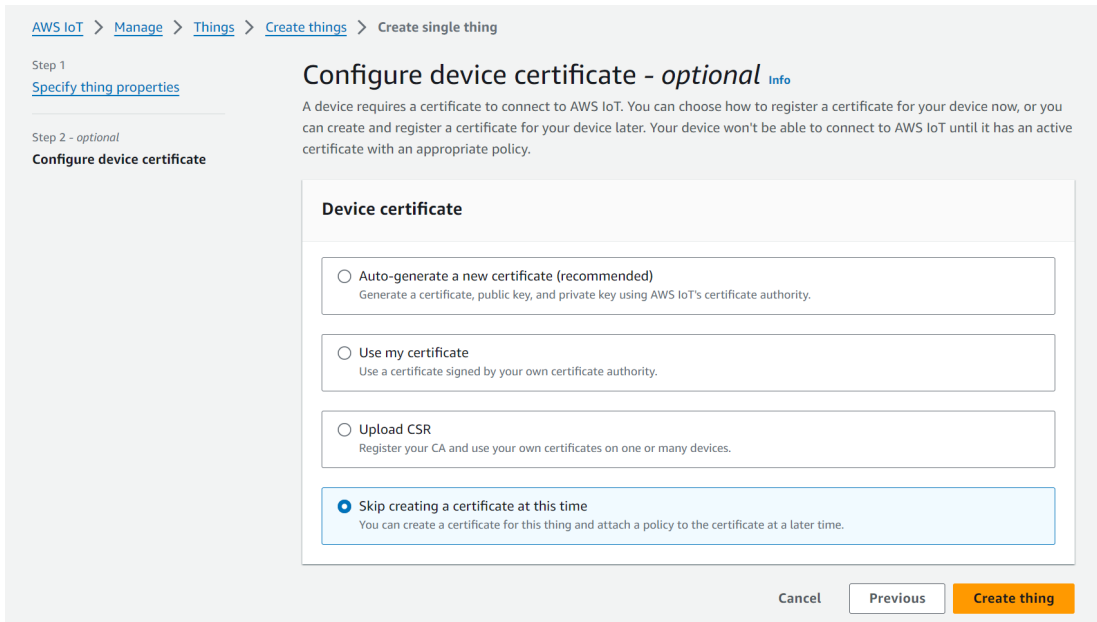 AWS IoT > Manage > Things > Create things > Create single thing
Step 1
Specify thing properties
Step 2 - optional
Configure device certificate
Configure device certificate - optional Info
A device requires a certificate to connect to AWS IoT. You can choose how to register a certificate for your device now, or you
can create and register a certificate for your device later. Your device won't be able to connect to AWS IoT until it has an active
certificate with an appropriate policy.
Device certificate
Auto-generate a new certificate (recommended)
Generate a certificate, public key, and private key using AWS IoT's certificate authority.
Use my certificate
Use a certificate signed by your own certificate authority.
Upload CSR
Register your CA and use your own certificates on one or many devices.
Skip creating a certificate at this time
You can create a certificate for this thing and attach a policy to the certificate at a later time.
Cancel Previous Create thing